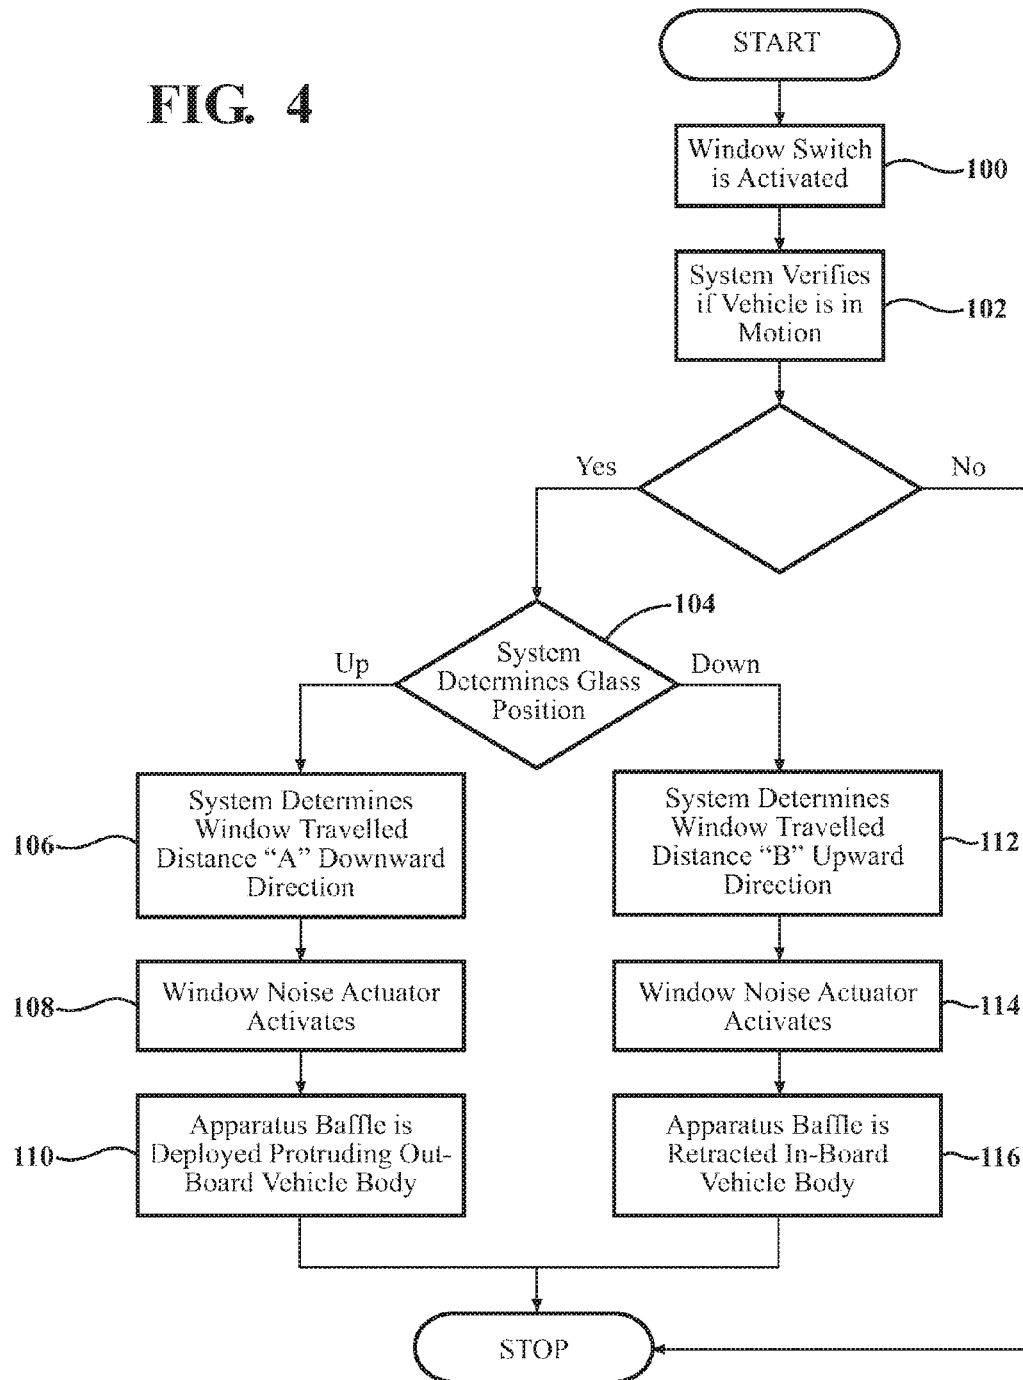 FIG. 4
START
Window Switch
is Activated
100
System Verifies
if Vehicle is in
Motion
102
Yes
No
104
System
Determines Glass
Position
Up
Down
System Determines
Window Travelled
Distance “A” Downward
Direction
106
System Determines
Window Travelled
Distance “B” Upward
Direction
112
Window Noise Actuator
Activates
108
Window Noise Actuator
Activates
114
Apparatus Baffle is
Deployed Protruding Out-
Board Vehicle Body
110
Apparatus Baffle is
Retracted In-Board
Vehicle Body
116
STOP